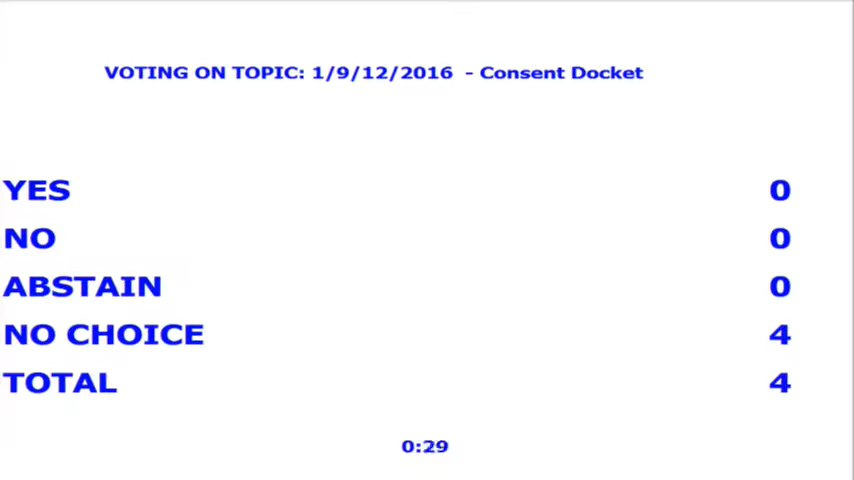 VOTING ON TOPIC: 1/9/12/2016 - Consent Docket
YES 0
NO 0
ABSTAIN 0
NO CHOICE 4
TOTAL 4
0:29